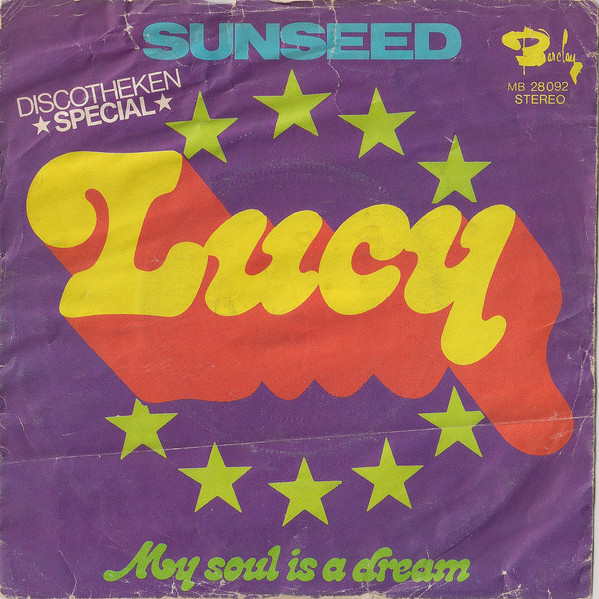 SUNSEED
Barclay
MB 28092
STEREO
DISCOTHEKEN
★SPECIAL★
Lucy
My soul is a dream